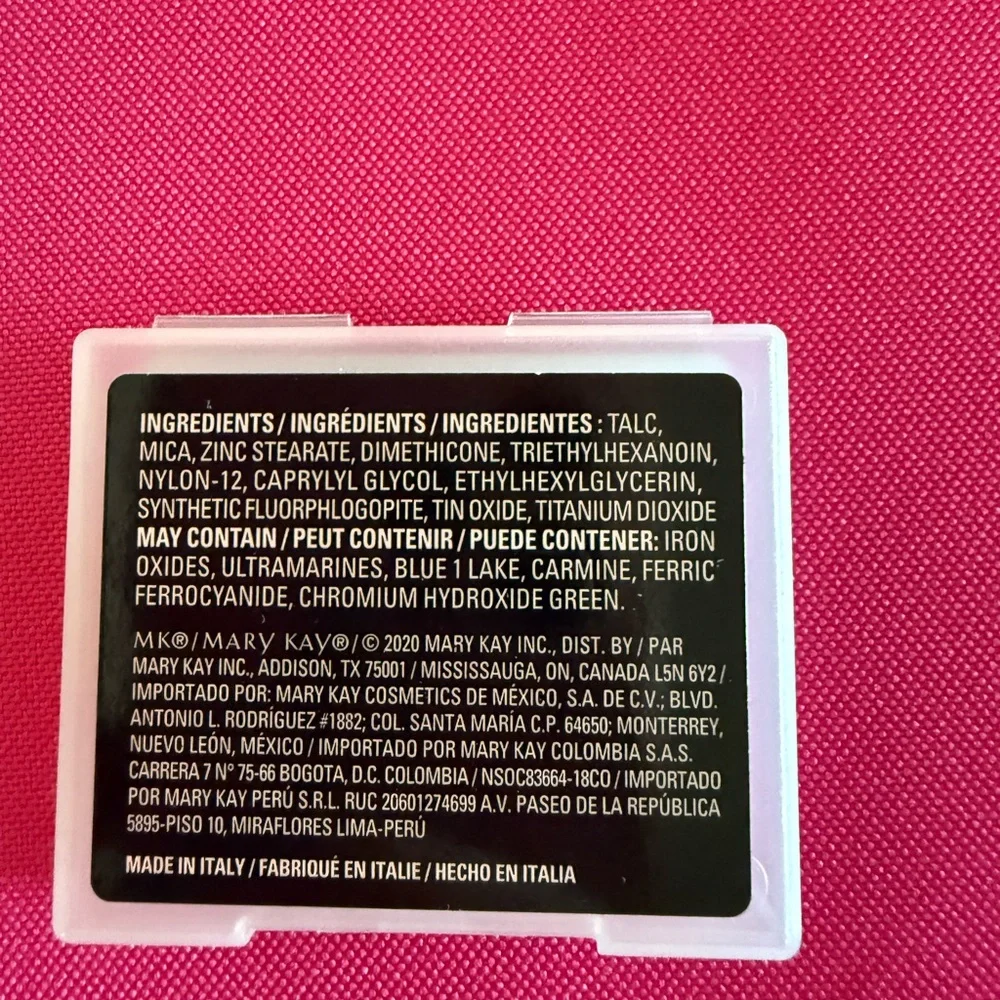 INGREDIENTS / INGRÉDIENTS / INGREDIENTES : TALC,
MICA, ZINC STEARATE, DIMETHICONE, TRIETHYLHEXANOIN,
NYLON-12, CAPRYLYL GLYCOL, ETHYLHEXYLGLYCERIN,
SYNTHETIC FLUORPHLOGOPITE, TIN OXIDE, TITANIUM DIOXIDE
MAY CONTAIN / PEUT CONTENIR / PUEDE CONTENER: IRON
OXIDES, ULTRAMARINES, BLUE 1 LAKE, CARMINE, FERRIC
FERROCYANIDE, CHROMIUM HYDROXIDE GREEN.
MK®/MARY KAY®/© 2020 MARY KAY INC., DIST. BY / PAR
MARY KAY INC., ADDISON, TX 75001 / MISSISSAUGA, ON, CANADA L5N 6Y2 /
IMPORTADO POR: MARY KAY COSMETICS DE MÉXICO, S.A. DE C.V.; BLVD.
ANTONIO L. RODRÍGUEZ #1882; COL. SANTA MARÍA C.P. 64650; MONTERREY,
NUEVO LEÓN, MÉXICO / IMPORTADO POR MARY KAY COLOMBIA S.A.S.
CARRERA 7 N° 75-66 BOGOTA, D.C. COLOMBIA / NSOC83664-18CO / IMPORTADO
POR MARY KAY PERÚ S.R.L. RUC 20601274699 A.V. PASEO DE LA REPÚBLICA
5895-PISO 10, MIRAFLORES LIMA-PERÚ
MADE IN ITALY / FABRIQUÉ EN ITALIE / HECHO EN ITALIA